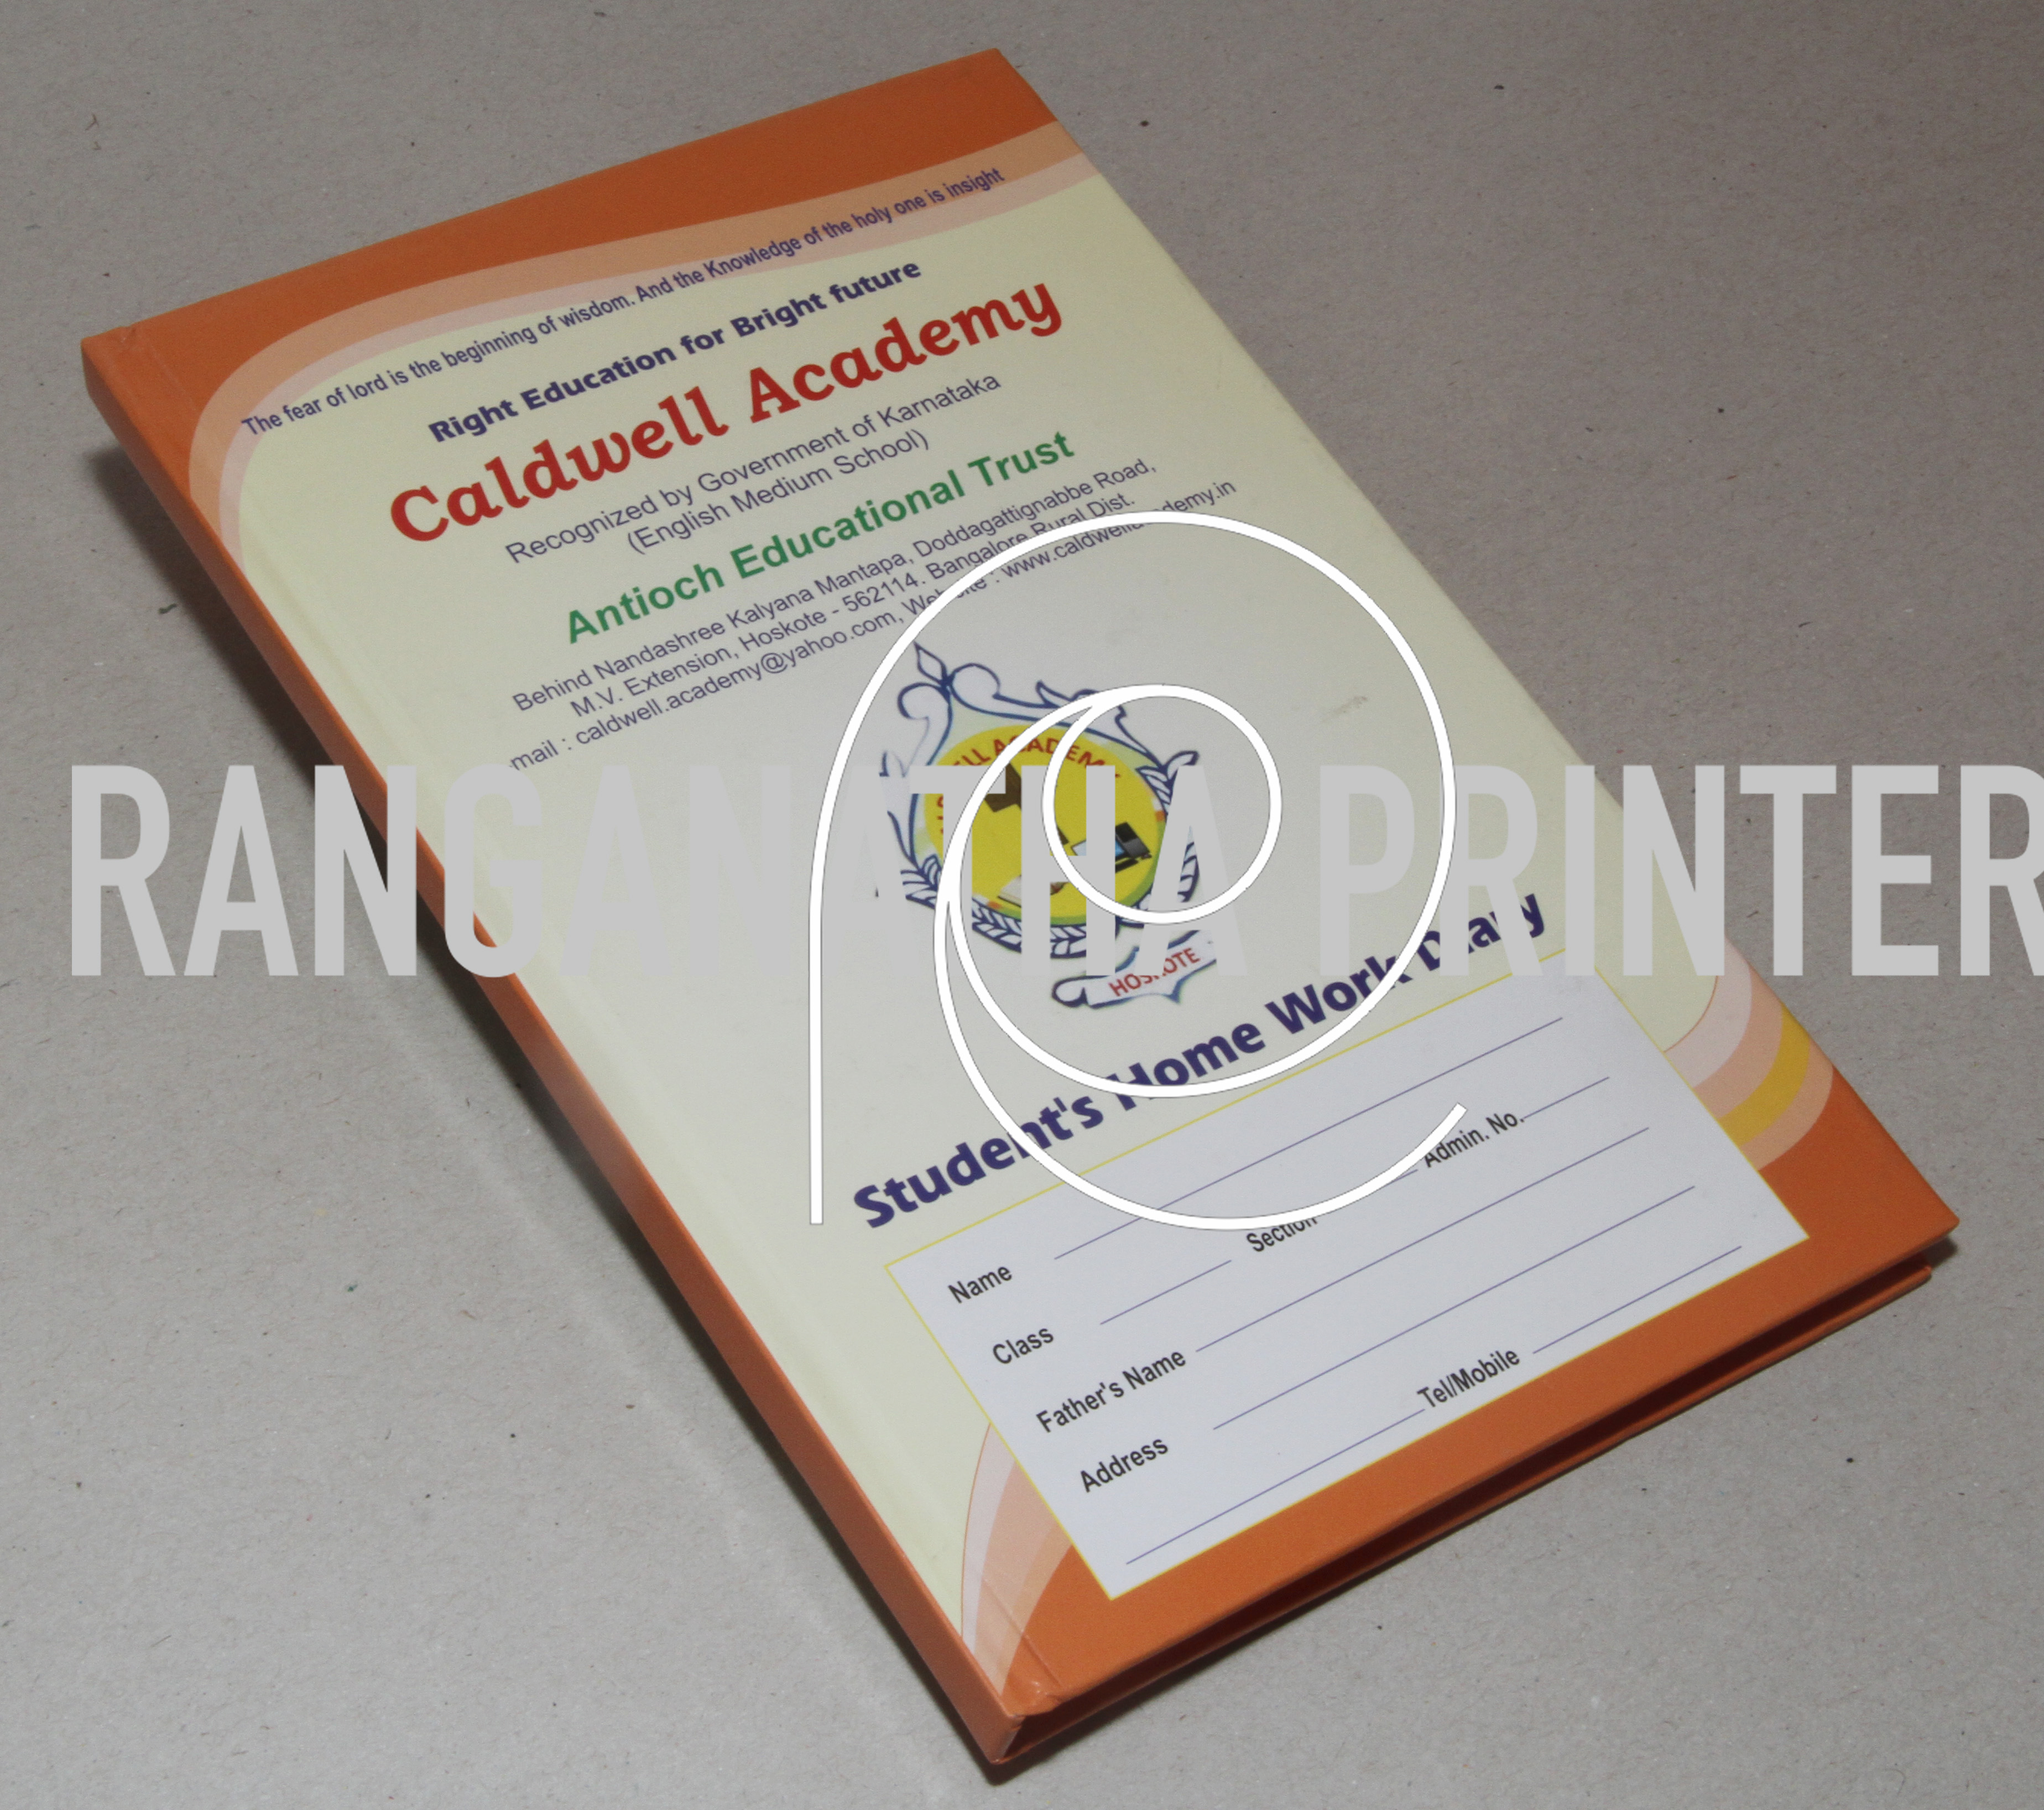 The fear of lord is the beginning of wisdom. And the Knowledge of the holy one is insight
Right Education for Bright future
Caldwell Academy
Recognized by Government of Karnataka
(English Medium School)
Antioch Educational Trust
Behind Nandashree Kalyana Mantapa, Doddagattignabbe Road,
M.V. Extension, Hoskote - 562114. Bangalore Rural Dist.
mail : caldwell.academy@yahoo.com, Website : www.caldwellacademy.in
ACADEMY
HOSKOTE
RANGANATHA PRINTER
Student's Home Work Diary
Name
Class Section Admin. No.
Father's Name
Address
Tel/Mobile